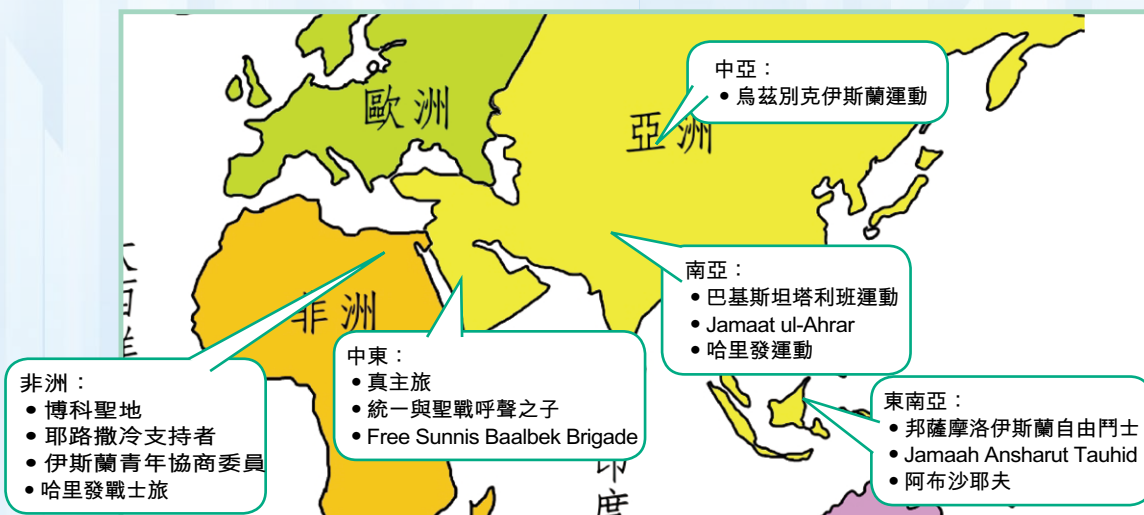 歐洲
亞洲
非洲
大西洋
印度
中亞：
• 烏茲別克伊斯蘭運動
南亞：
• 巴基斯坦塔利班運動
• Jamaat ul-Ahrar
• 哈里發運動
中東：
• 真主旅
• 統一與聖戰呼聲之子
• Free Sunnis Baalbek Brigade
非洲：
• 博科聖地
• 耶路撒冷支持者
• 伊斯蘭青年協商委員
• 哈里發戰士旅
東南亞：
• 邦薩摩洛伊斯蘭自由鬥士
• Jamaah Ansharut Tauhid
• 阿布沙耶夫